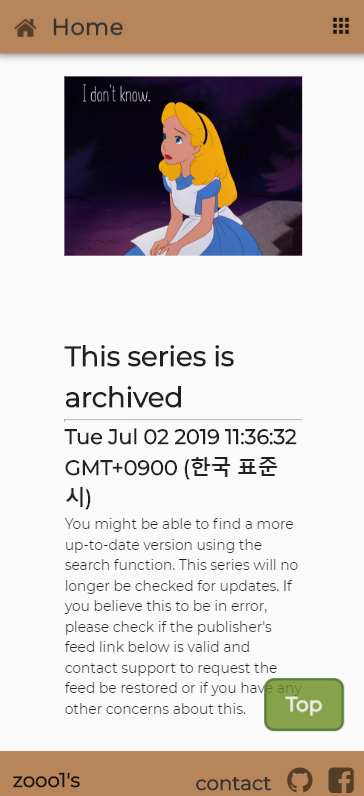 Home
I don't know.
This series is
archived
Tue Jul 02 2019 11:36:32
GMT+0900 (한국 표준
시)
You might be able to find a more
up-to-date version using the
search function. This series will no
longer be checked for updates. If
you believe this to be in error,
please check if the publisher's
feed link below is valid and
contact support to request the
feed be restored or if you have any
other concerns about this.
Top
zooo1's
contact